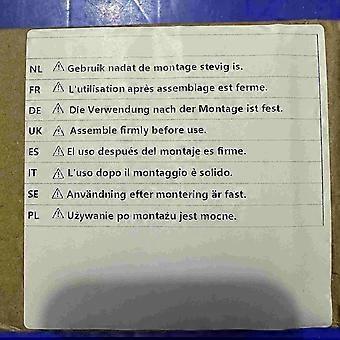 NL ⚠ Gebruik nadat de montage stevig is.
FR ⚠ L'utilisation après assemblage est ferme.
DE ⚠ Die Verwendung nach der Montage ist fest.
UK ⚠ Assemble firmly before use.
ES ⚠ El uso después del montaje es firme.
IT ⚠ L'uso dopo il montaggio è solido.
SE ⚠ Användning efter montering är fast.
PL ⚠ Używanie po montażu jest mocne.